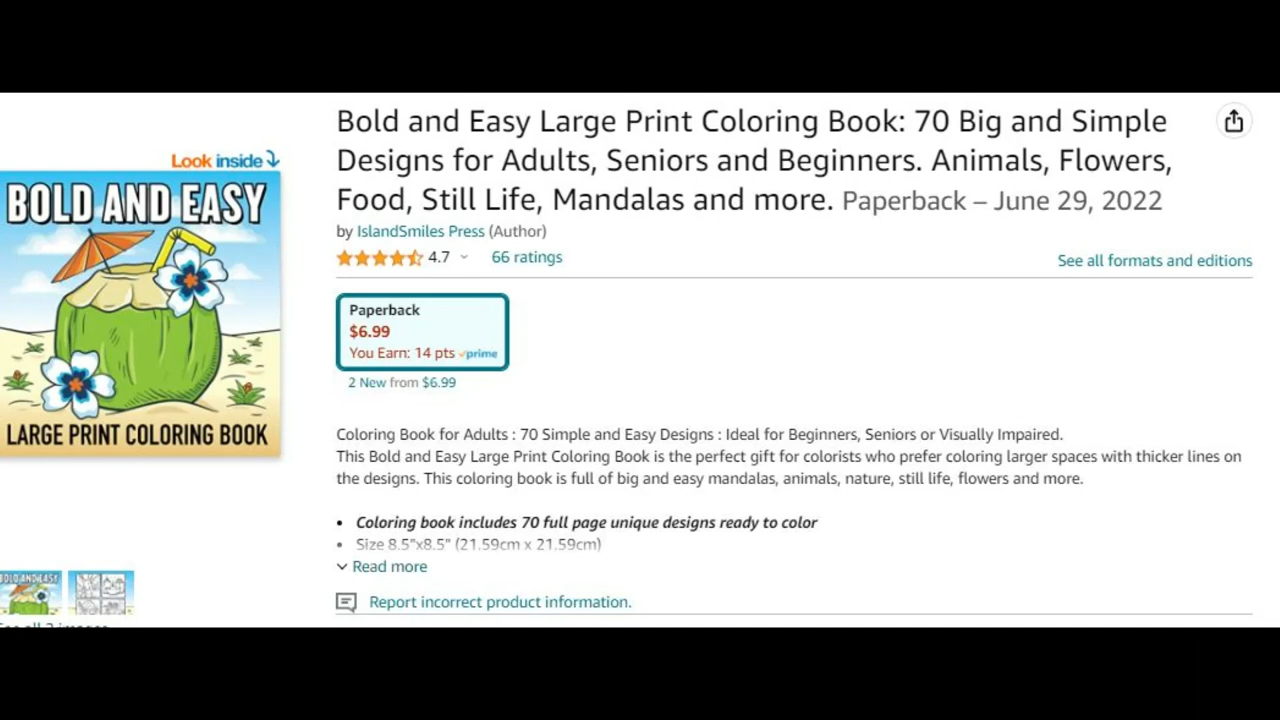 Look inside
BOLD AND EASY
LARGE PRINT COLORING BOOK
Bold and Easy Large Print Coloring Book: 70 Big and Simple
Designs for Adults, Seniors and Beginners. Animals, Flowers,
Food, Still Life, Mandalas and more. Paperback – June 29, 2022
by IslandSmiles Press (Author)
4.7
66 ratings
See all formats and editions
Paperback
$6.99
You Earn: 14 pts prime
2 New from $6.99
Coloring Book for Adults : 70 Simple and Easy Designs : Ideal for Beginners, Seniors or Visually Impaired.
This Bold and Easy Large Print Coloring Book is the perfect gift for colorists who prefer coloring larger spaces with thicker lines on
the designs. This coloring book is full of big and easy mandalas, animals, nature, still life, flowers and more.
• Coloring book includes 70 full page unique designs ready to color
• Size 8.5"x8.5" (21.59cm x 21.59cm)
Read more
Report incorrect product information.
BOLD AND EASY